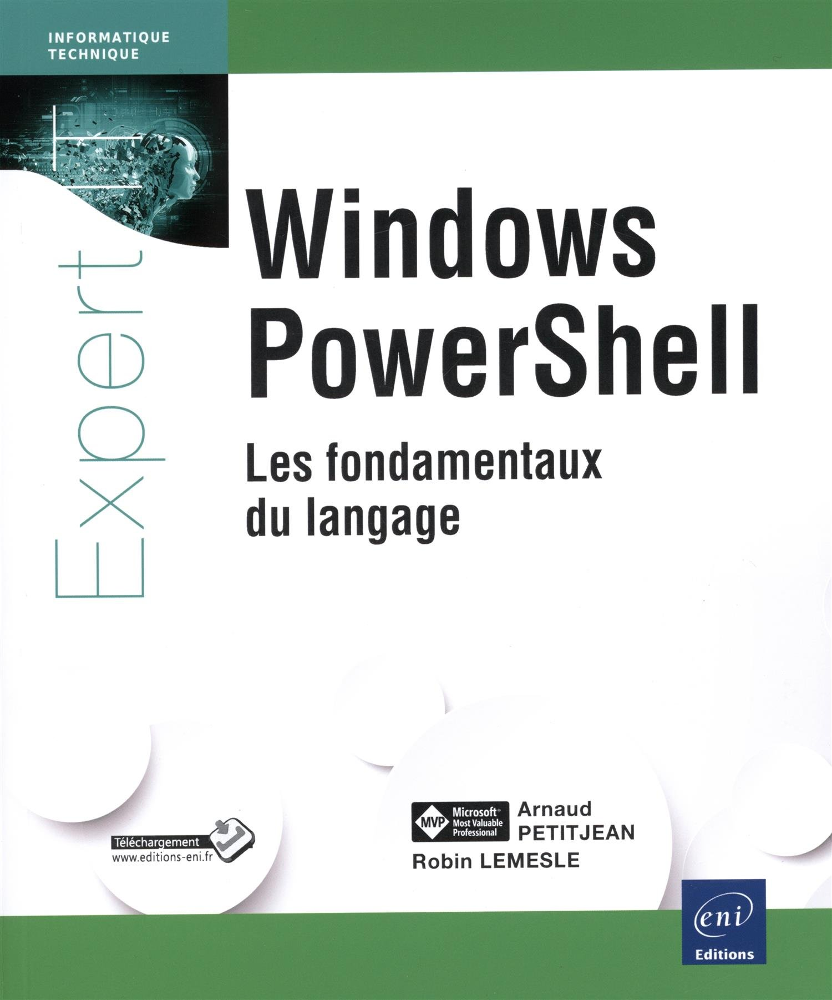 INFORMATIQUE
TECHNIQUE
Expert
IT
Windows
PowerShell
Les fondamentaux
du langage
Téléchargement
www.editions-eni.fr
MVP
Microsoft®
Most Valuable
Professional
Arnaud
PETITJEAN
Robin LEMESLE
eni
Editions